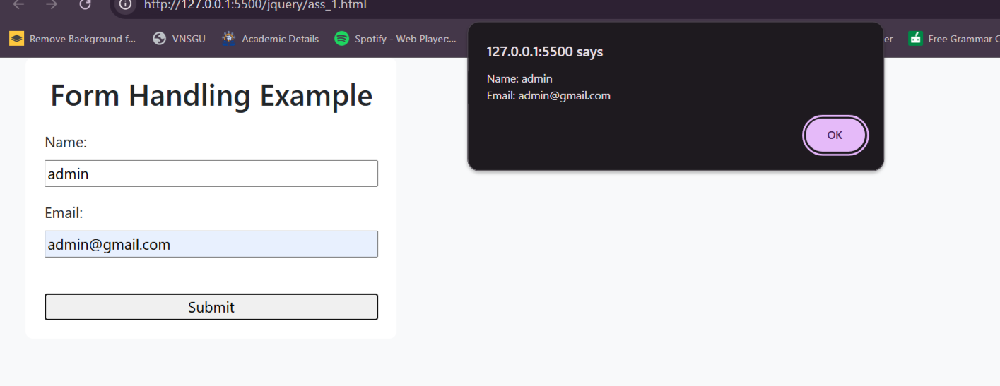 http://127.0.0.1:5500/jquery/ass_1.html
Remove Background f... VNSGU Academic Details Spotify - Web Player:... er Free Grammar C
127.0.0.1:5500 says
Name: admin
Email: admin@gmail.com
OK
Form Handling Example
Name:
admin
Email:
admin@gmail.com
Submit